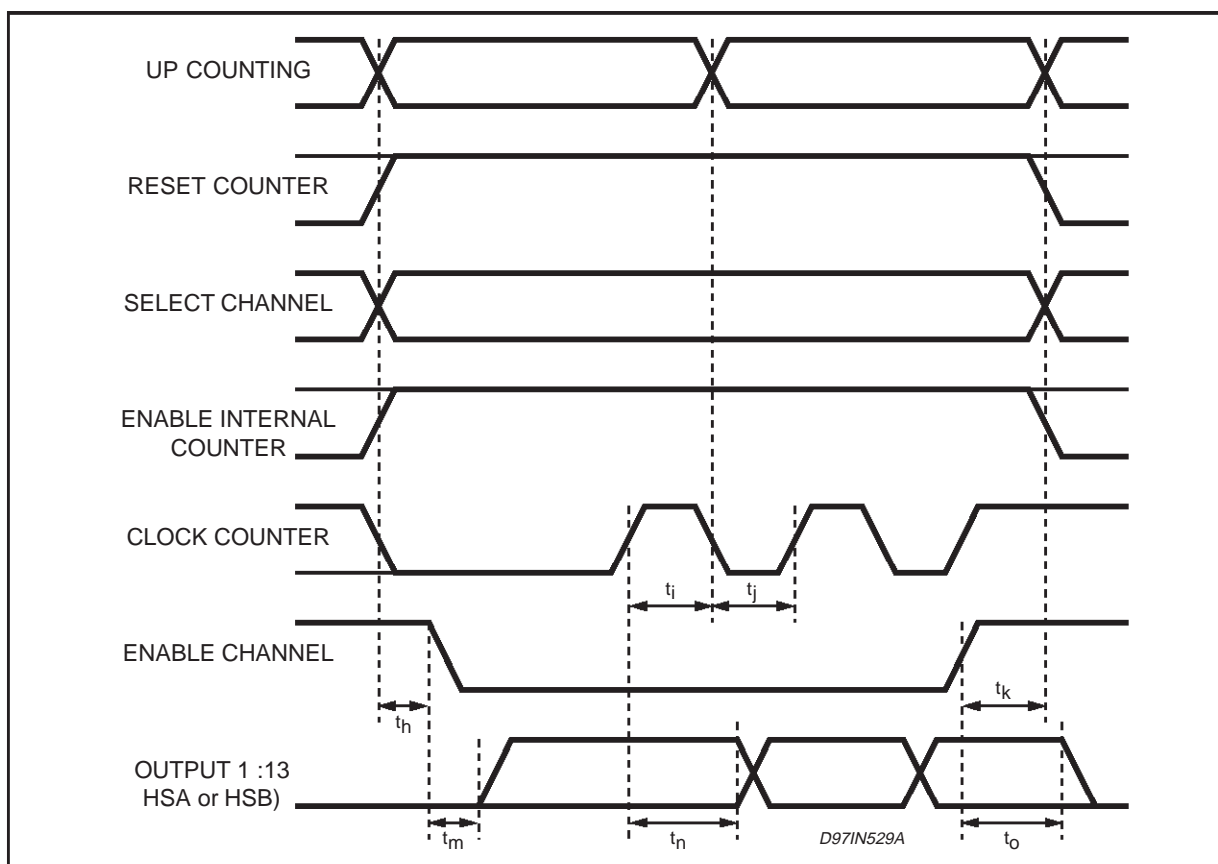 UP COUNTING
RESET COUNTER
SELECT CHANNEL
ENABLE INTERNAL
COUNTER
CLOCK COUNTER
ti
tj
ENABLE CHANNEL
tk
th
OUTPUT 1 :13
HSA or HSB)
tm
tn
D97IN529A
to